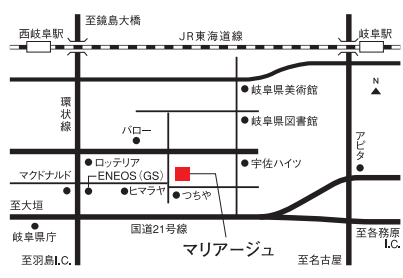 至鏡島大橋
西岐阜駅
JR東海道線
岐阜駅
N
岐阜県美術館
環状線
岐阜県図書館
バロー
アピタ
ロッテリア
宇佐ハイツ
マクドナルド
ENEOS(GS)
ヒマラヤ
つちや
至大垣
国道21号線
岐阜県庁
マリアージュ
至各務原I.C.
至羽島I.C.
至名古屋